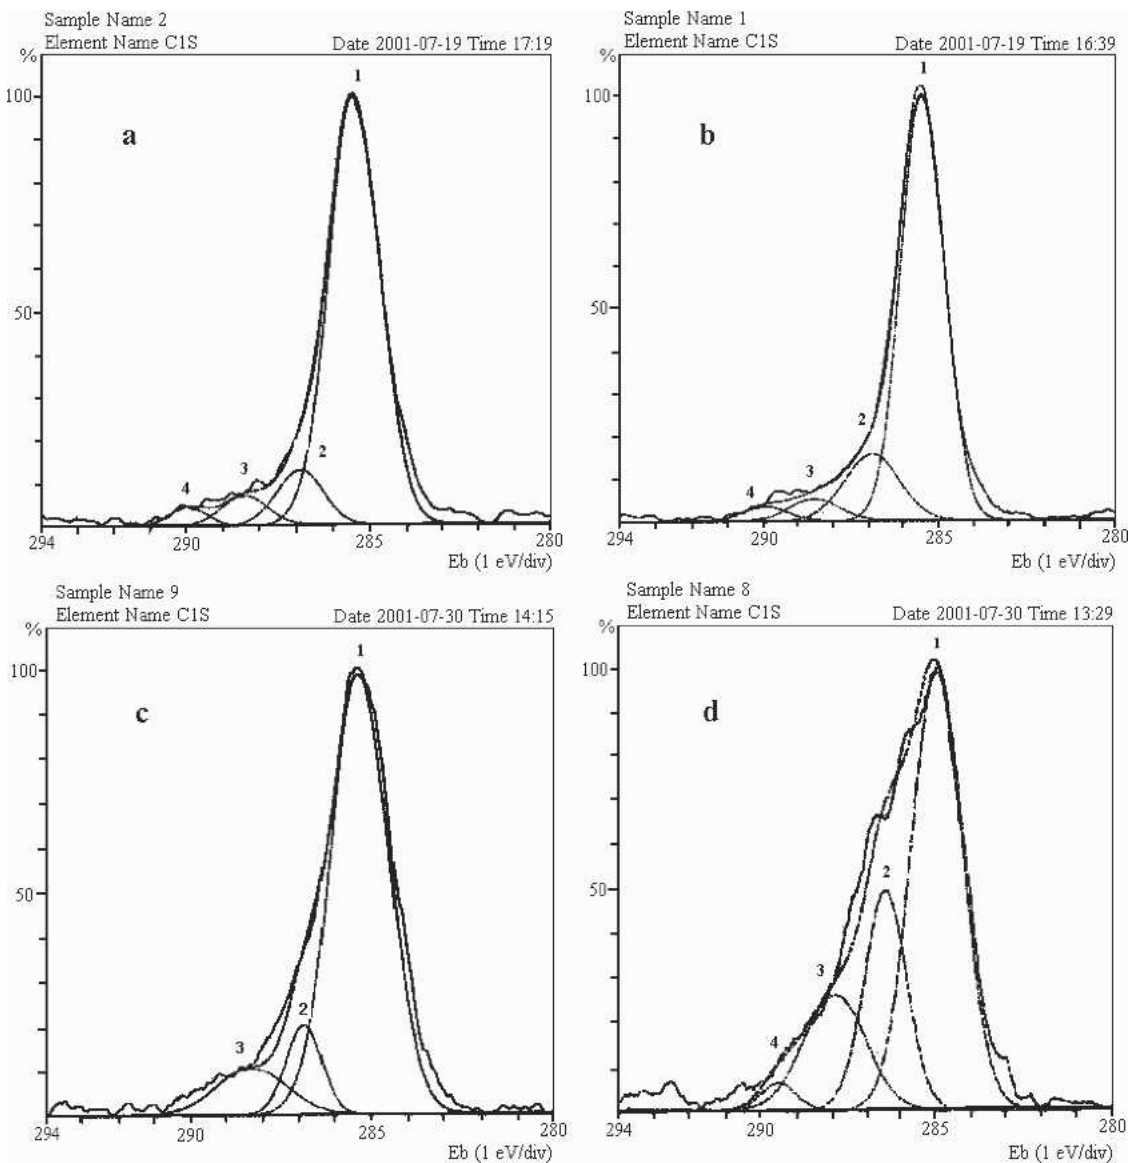 Sample Name 2
Element Name C1S Date 2001-07-19 Time 17:19
%
1
100
a
50
2
3
4
294 290 285 280
Eb (1 eV/div)
Sample Name 1
Element Name C1S Date 2001-07-19 Time 16:39
%
1
100
b
50
2
3
4
294 290 285 280
Eb (1 eV/div)
Sample Name 9
Element Name C1S Date 2001-07-30 Time 14:15
%
1
100
c
50
2
3
294 290 285 280
Eb (1 eV/div)
Sample Name 8
Element Name C1S Date 2001-07-30 Time 13:29
%
1
100
d
50
2
3
4
294 290 285 280
Eb (1 eV/div)